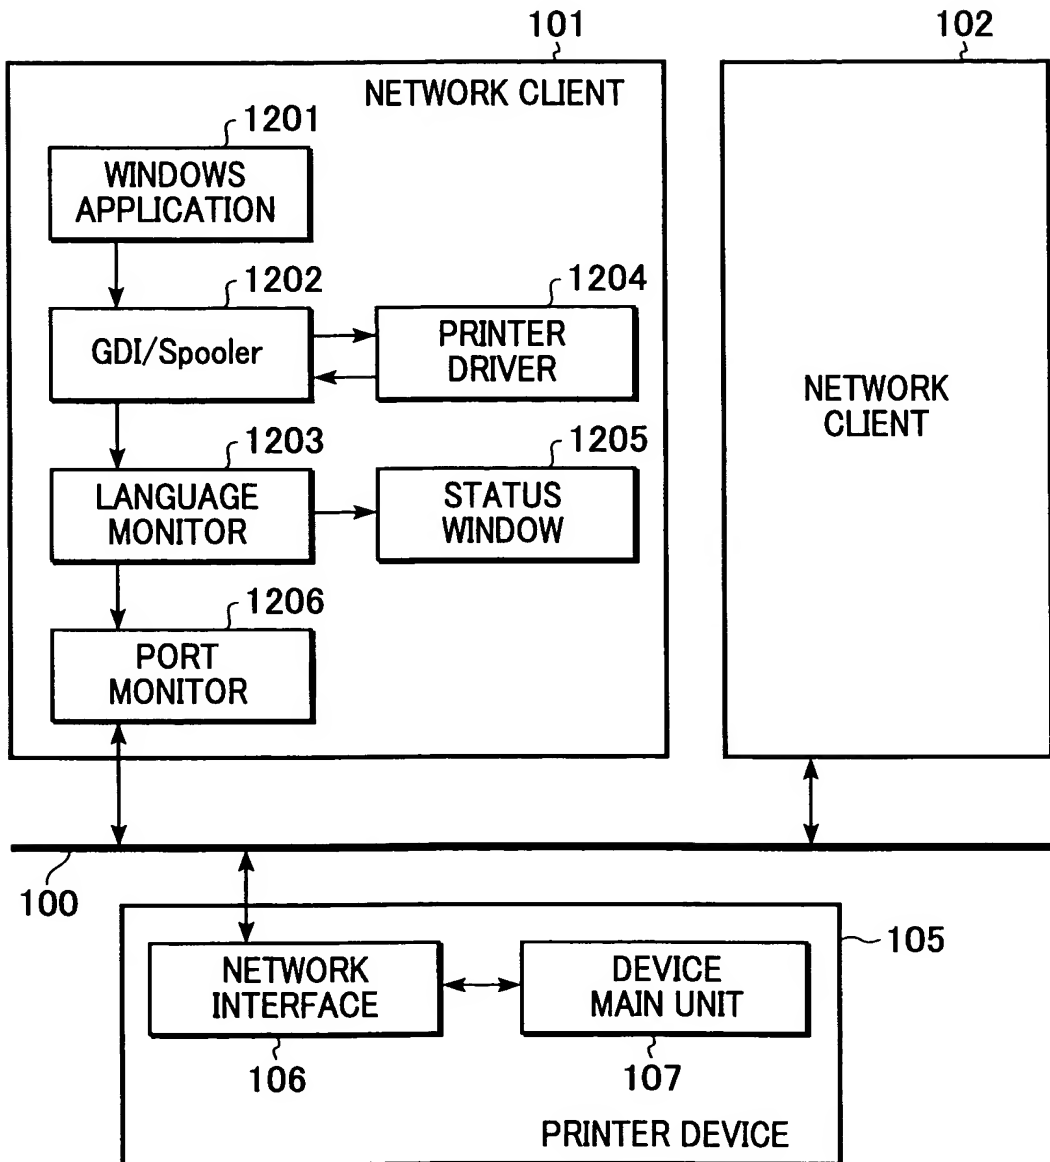 101
102
NETWORK CLIENT
1201
WINDOWS
APPLICATION
1202
1204
GDI/Spooler
PRINTER
DRIVER
NETWORK
CLIENT
1203
1205
LANGUAGE
MONITOR
STATUS
WINDOW
1206
PORT
MONITOR
100
105
NETWORK
INTERFACE
DEVICE
MAIN UNIT
106
107
PRINTER DEVICE